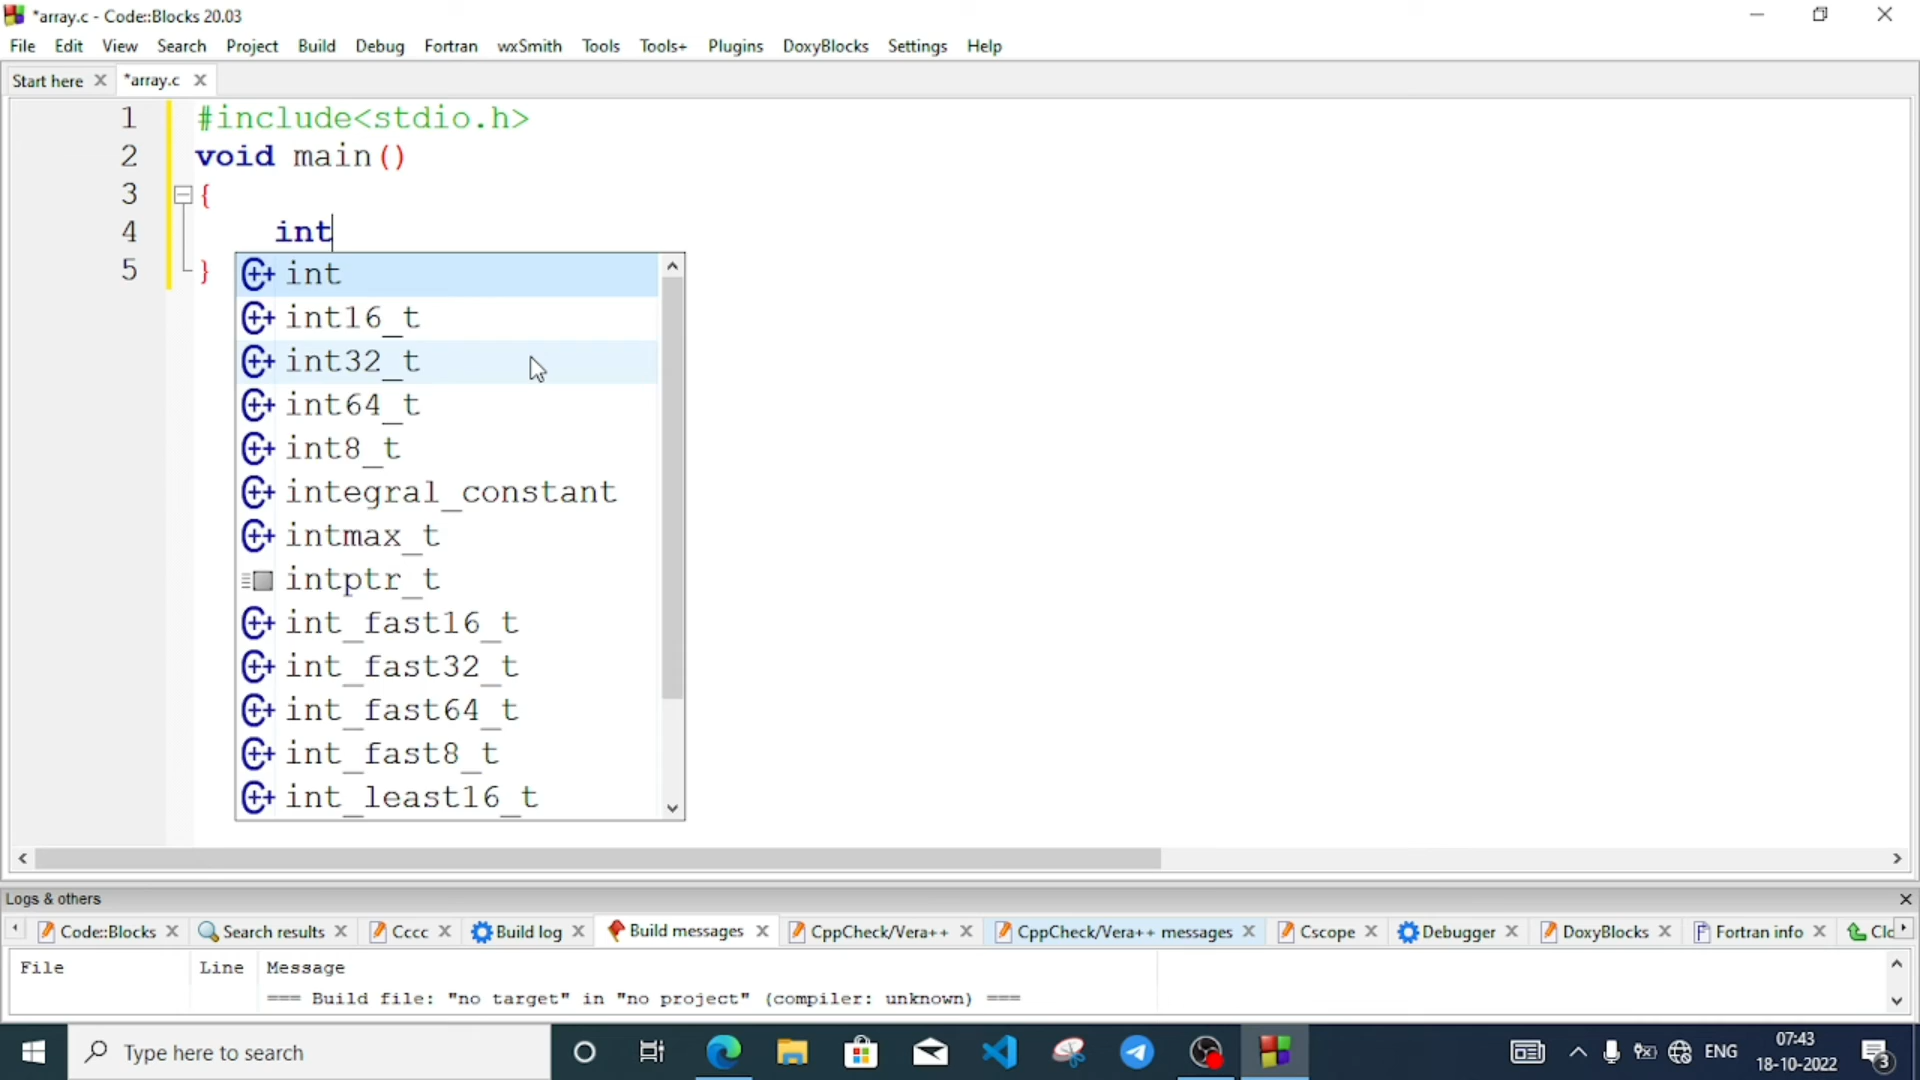 *array.c - Code::Blocks 20.03
File Edit View Search Project Build Debug Fortran wxSmith Tools Tools+ Plugins DoxyBlocks Settings Help
Start here *array.c
1 #include<stdio.h>
2 void main()
3 {
4 int
5 }
int
int16_t
int32_t
int64_t
int8_t
integral_constant
intmax_t
intptr_t
int_fast16_t
int_fast32_t
int_fast64_t
int_fast8_t
int_least16_t
Logs & others
Code::Blocks Search results Cccc Build log Build messages CppCheck/Vera++ CppCheck/Vera++ messages Cscope Debugger DoxyBlocks Fortran info Clo
File Line Message
=== Build file: "no target" in "no project" (compiler: unknown) ===
Type here to search ENG 07:43
18-10-2022 3